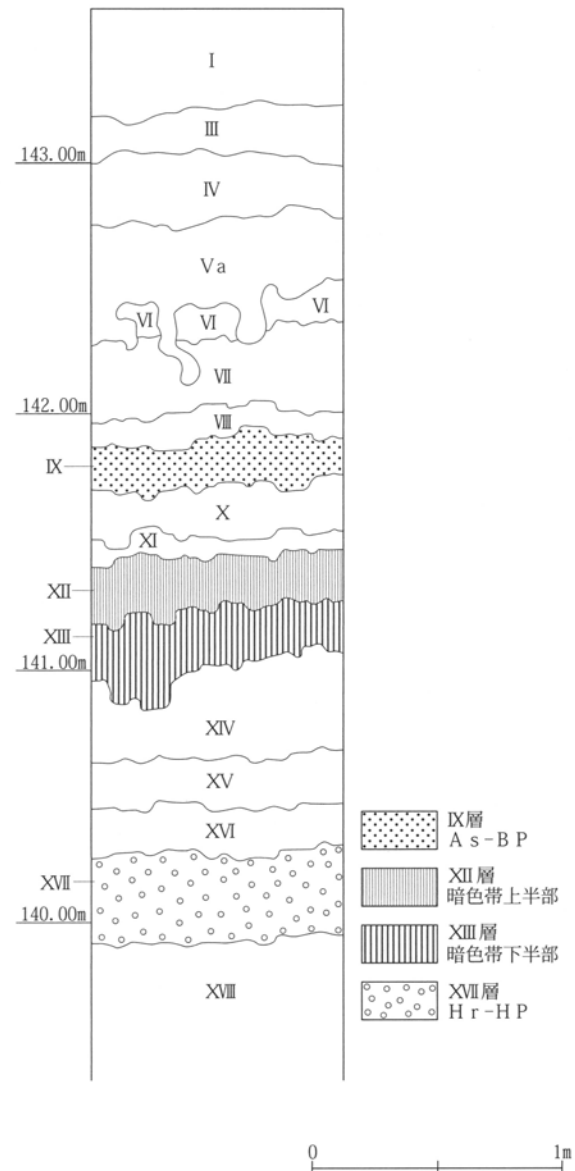 Ⅰ
Ⅲ
143.00m
Ⅳ
Ⅴa
Ⅵ
Ⅵ
Ⅵ
Ⅶ
142.00m
Ⅷ
Ⅸ
Ⅹ
Ⅺ
Ⅻ
XIII
141.00m
XIV
XV
XVI
XVII
140.00m
XVIII
Ⅸ層
As-BP
Ⅻ層
暗色帯上半部
XIII層
暗色帯下半部
XVII層
Hr-HP
0 1m